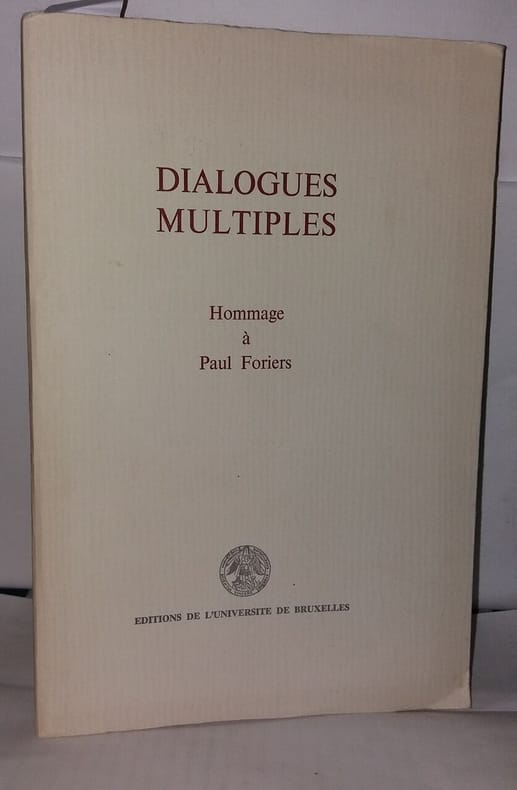 DIALOGUES
MULTIPLES
Hommage
à
Paul Foriers
EDITIONS DE L'UNIVERSITE DE BRUXELLES